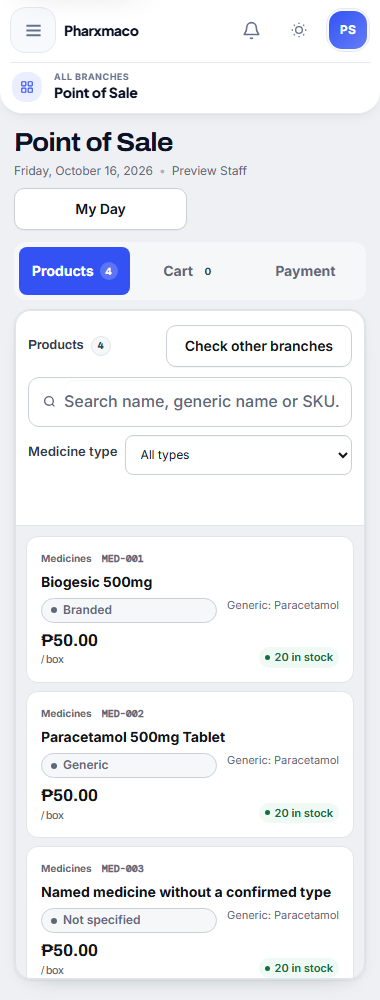 Pharxmaco
PS
ALL BRANCHES
Point of Sale
Point of Sale
Friday, October 16, 2026 • Preview Staff
My Day
Products 4 Cart 0 Payment
Products 4 Check other branches
Search name, generic name or SKU.
Medicine type All types
Medicines MED-001
Biogesic 500mg
Branded Generic: Paracetamol
₱50.00
/ box 20 in stock
Medicines MED-002
Paracetamol 500mg Tablet
Generic Generic: Paracetamol
₱50.00
/ box 20 in stock
Medicines MED-003
Named medicine without a confirmed type
Not specified Generic: Paracetamol
₱50.00
/ box 20 in stock